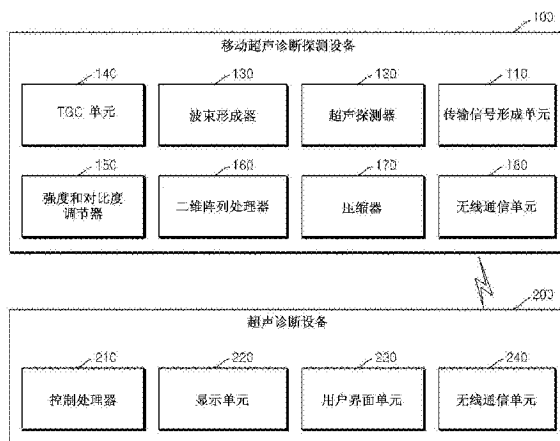 100
移动超声诊断探测设备
140
130
120
110
TGC 单元
波束形成器
超声探测器
传输信号形成单元
150
160
170
180
强度和对比度
调节器
二维阵列处理器
压缩器
无线通信单元
200
超声诊断设备
210
220
230
240
控制处理器
显示单元
用户界面单元
无线通信单元